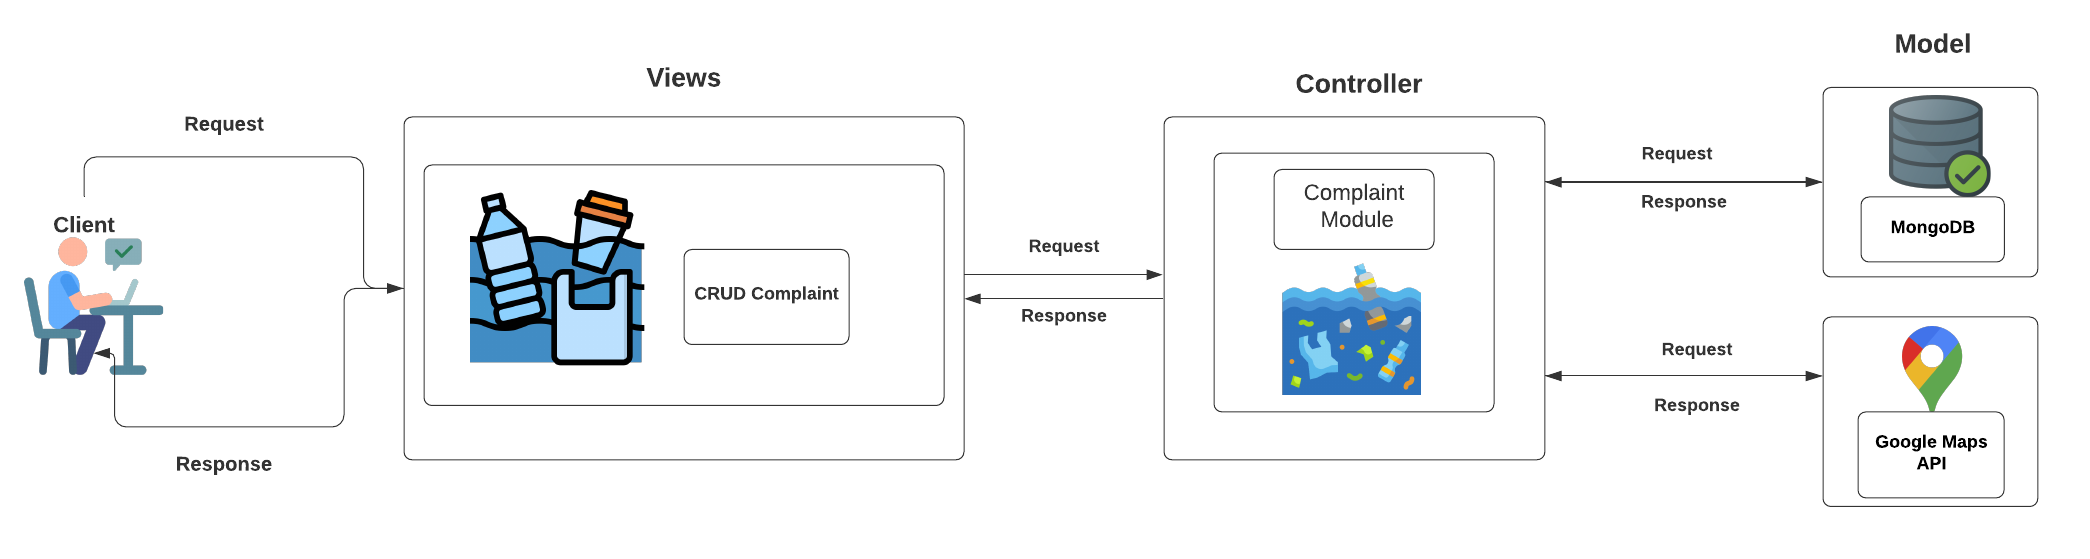 Model
Views
Controller
Request
Client
Response
CRUD Complaint
Request
Response
Complaint
Module
Request
Response
MongoDB
Request
Response
Google Maps
API